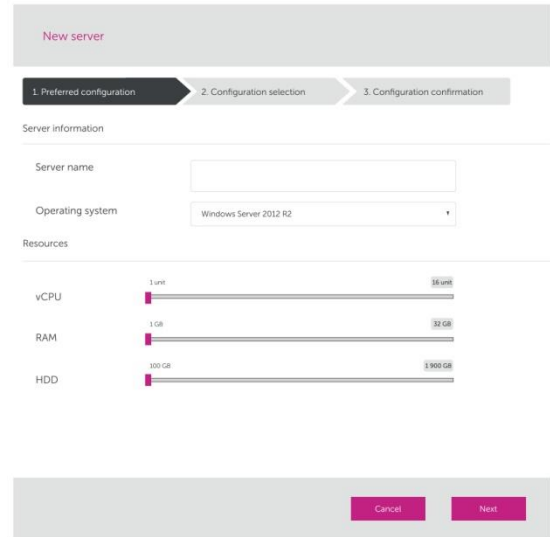 New server
1. Preferred configuration 2. Configuration selection 3. Configuration confirmation
Server information
Server name
Operating system Windows Server 2012 R2
Resources
1 unit 16 unit
vCPU
1 GB 32 GB
RAM
100 GB 1 900 GB
HDD
Cancel Next